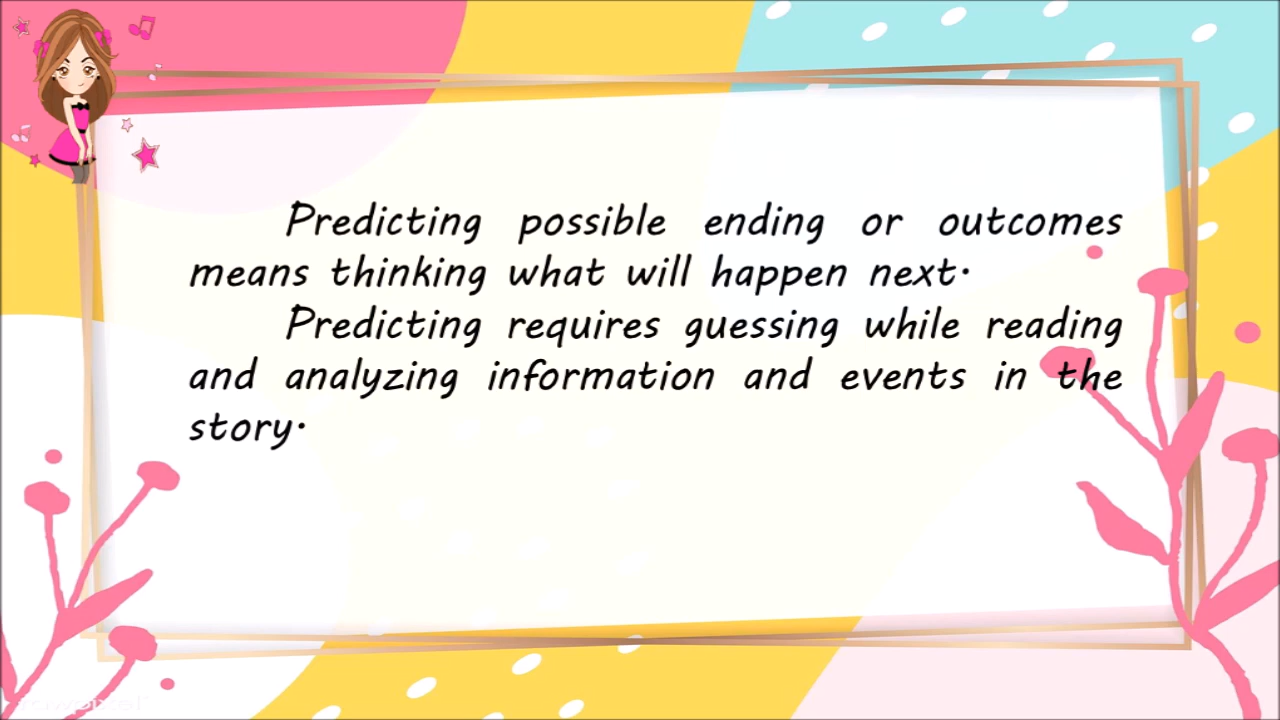 Predicting possible ending or outcomes
means thinking what will happen next.
Predicting requires guessing while reading
and analyzing information and events in the
story.